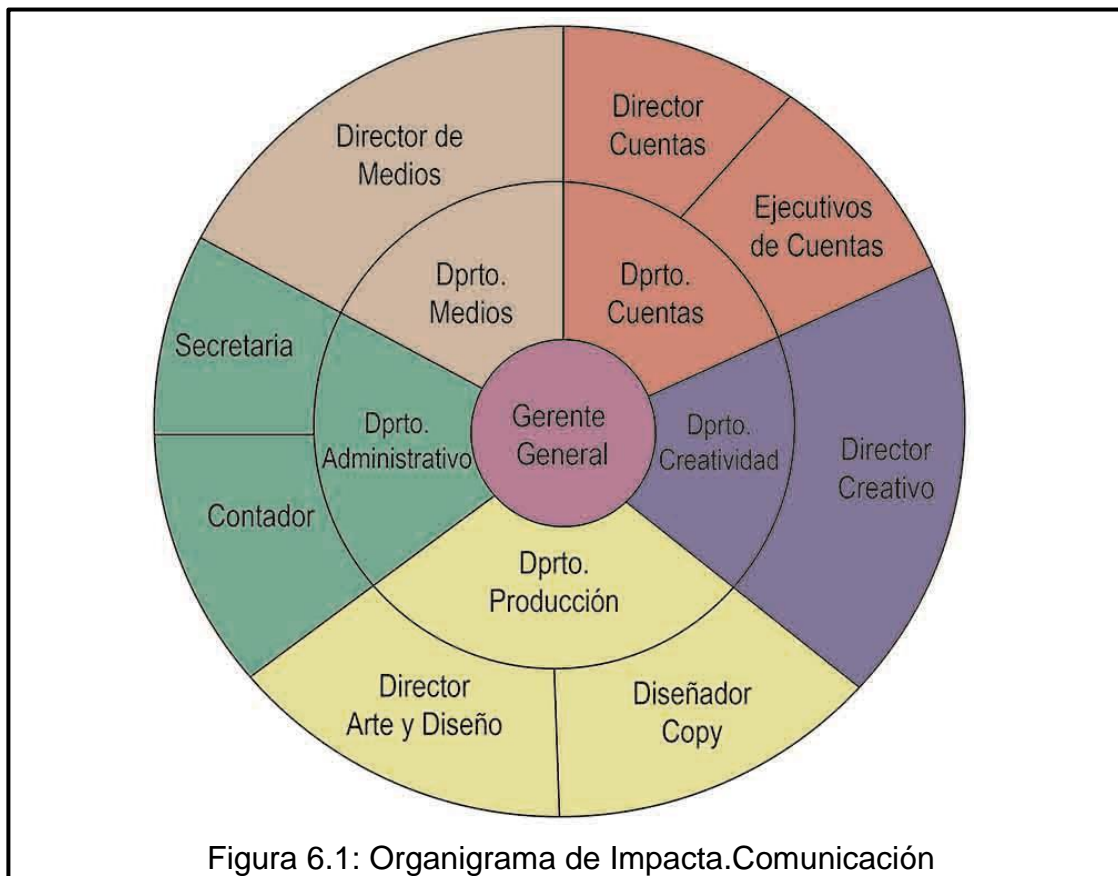 Director de
Medios
Director
Cuentas
Ejecutivos
de Cuentas
Dprto.
Medios
Dprto.
Cuentas
Secretaria
Dprto.
Administrativo
Gerente
General
Dprto.
Creatividad
Director
Creativo
Contador
Dprto.
Producción
Director
Arte y Diseño
Diseñador
Copy
Figura 6.1: Organigrama de Impacta.Comunicación